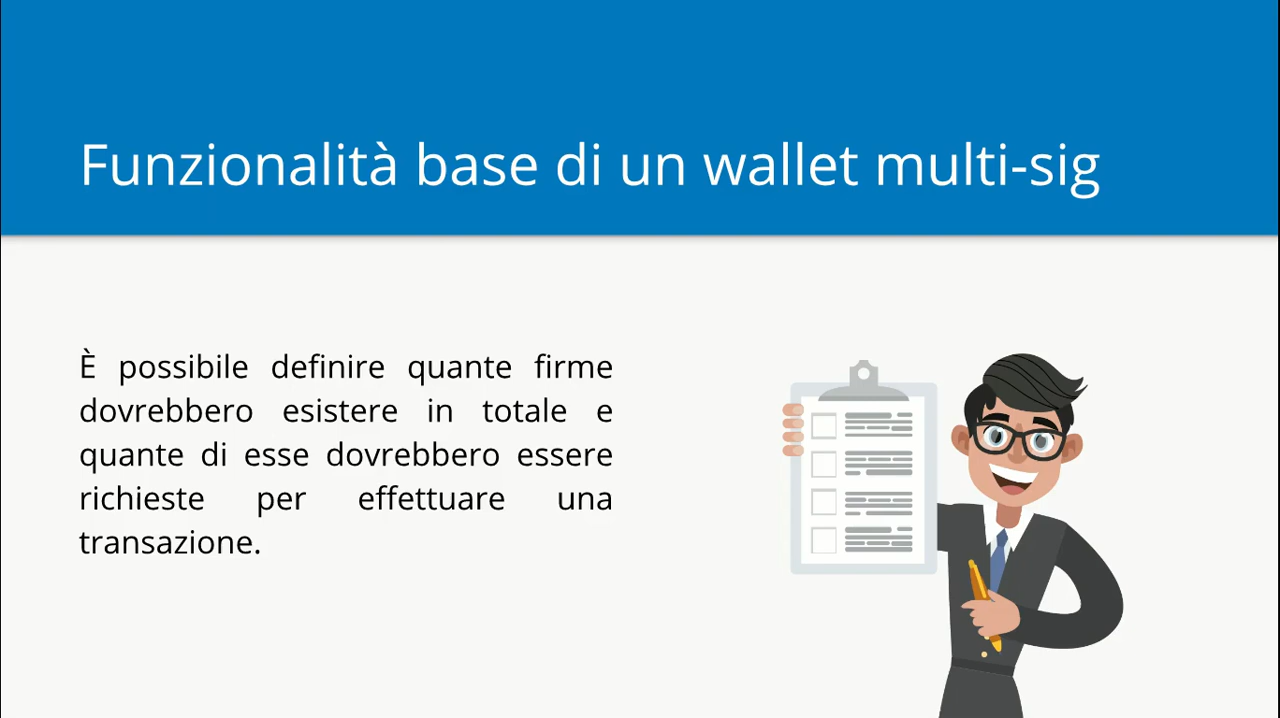 Funzionalità base di un wallet multi-sig
È possibile definire quante firme
dovrebbero esistere in totale e
quante di esse dovrebbero essere
richieste per effettuare una
transazione.